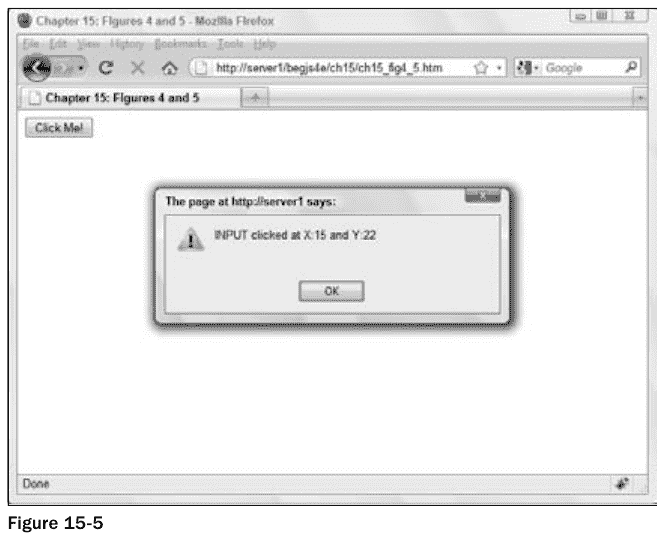 Chapter 15: Figures 4 and 5 - Mozilla Firefox
File Edit View History Bookmarks Tools Help
http://server1/begjs4e/ch15/ch15_fig4_5.htm
Google
Chapter 15: Figures 4 and 5
Click Me!
The page at http://server1 says:
INPUT clicked at X:15 and Y:22
OK
Done
Figure 15-5